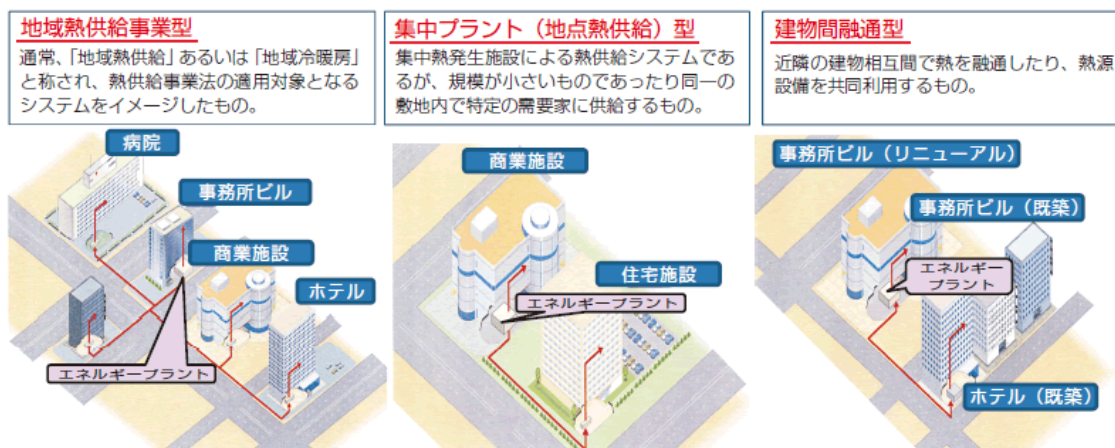 地域熱供給事業型
通常、「地域熱供給」あるいは「地域冷暖房」
と称され、熱供給事業法の適用対象となる
システムをイメージしたもの。
病院
事務所ビル
商業施設
ホテル
エネルギープラント
集中プラント（地点熱供給）型
集中熱発生施設による熱供給システムであ
るが、規模が小さいものであったり同一の
敷地内で特定の需要家に供給するもの。
商業施設
住宅施設
エネルギープラント
建物間融通型
近隣の建物相互間で熱を融通したり、熱源
設備を共同利用するもの。
事務所ビル（リニューアル）
事務所ビル（既築）
エネルギー
プラント
ホテル（既築）